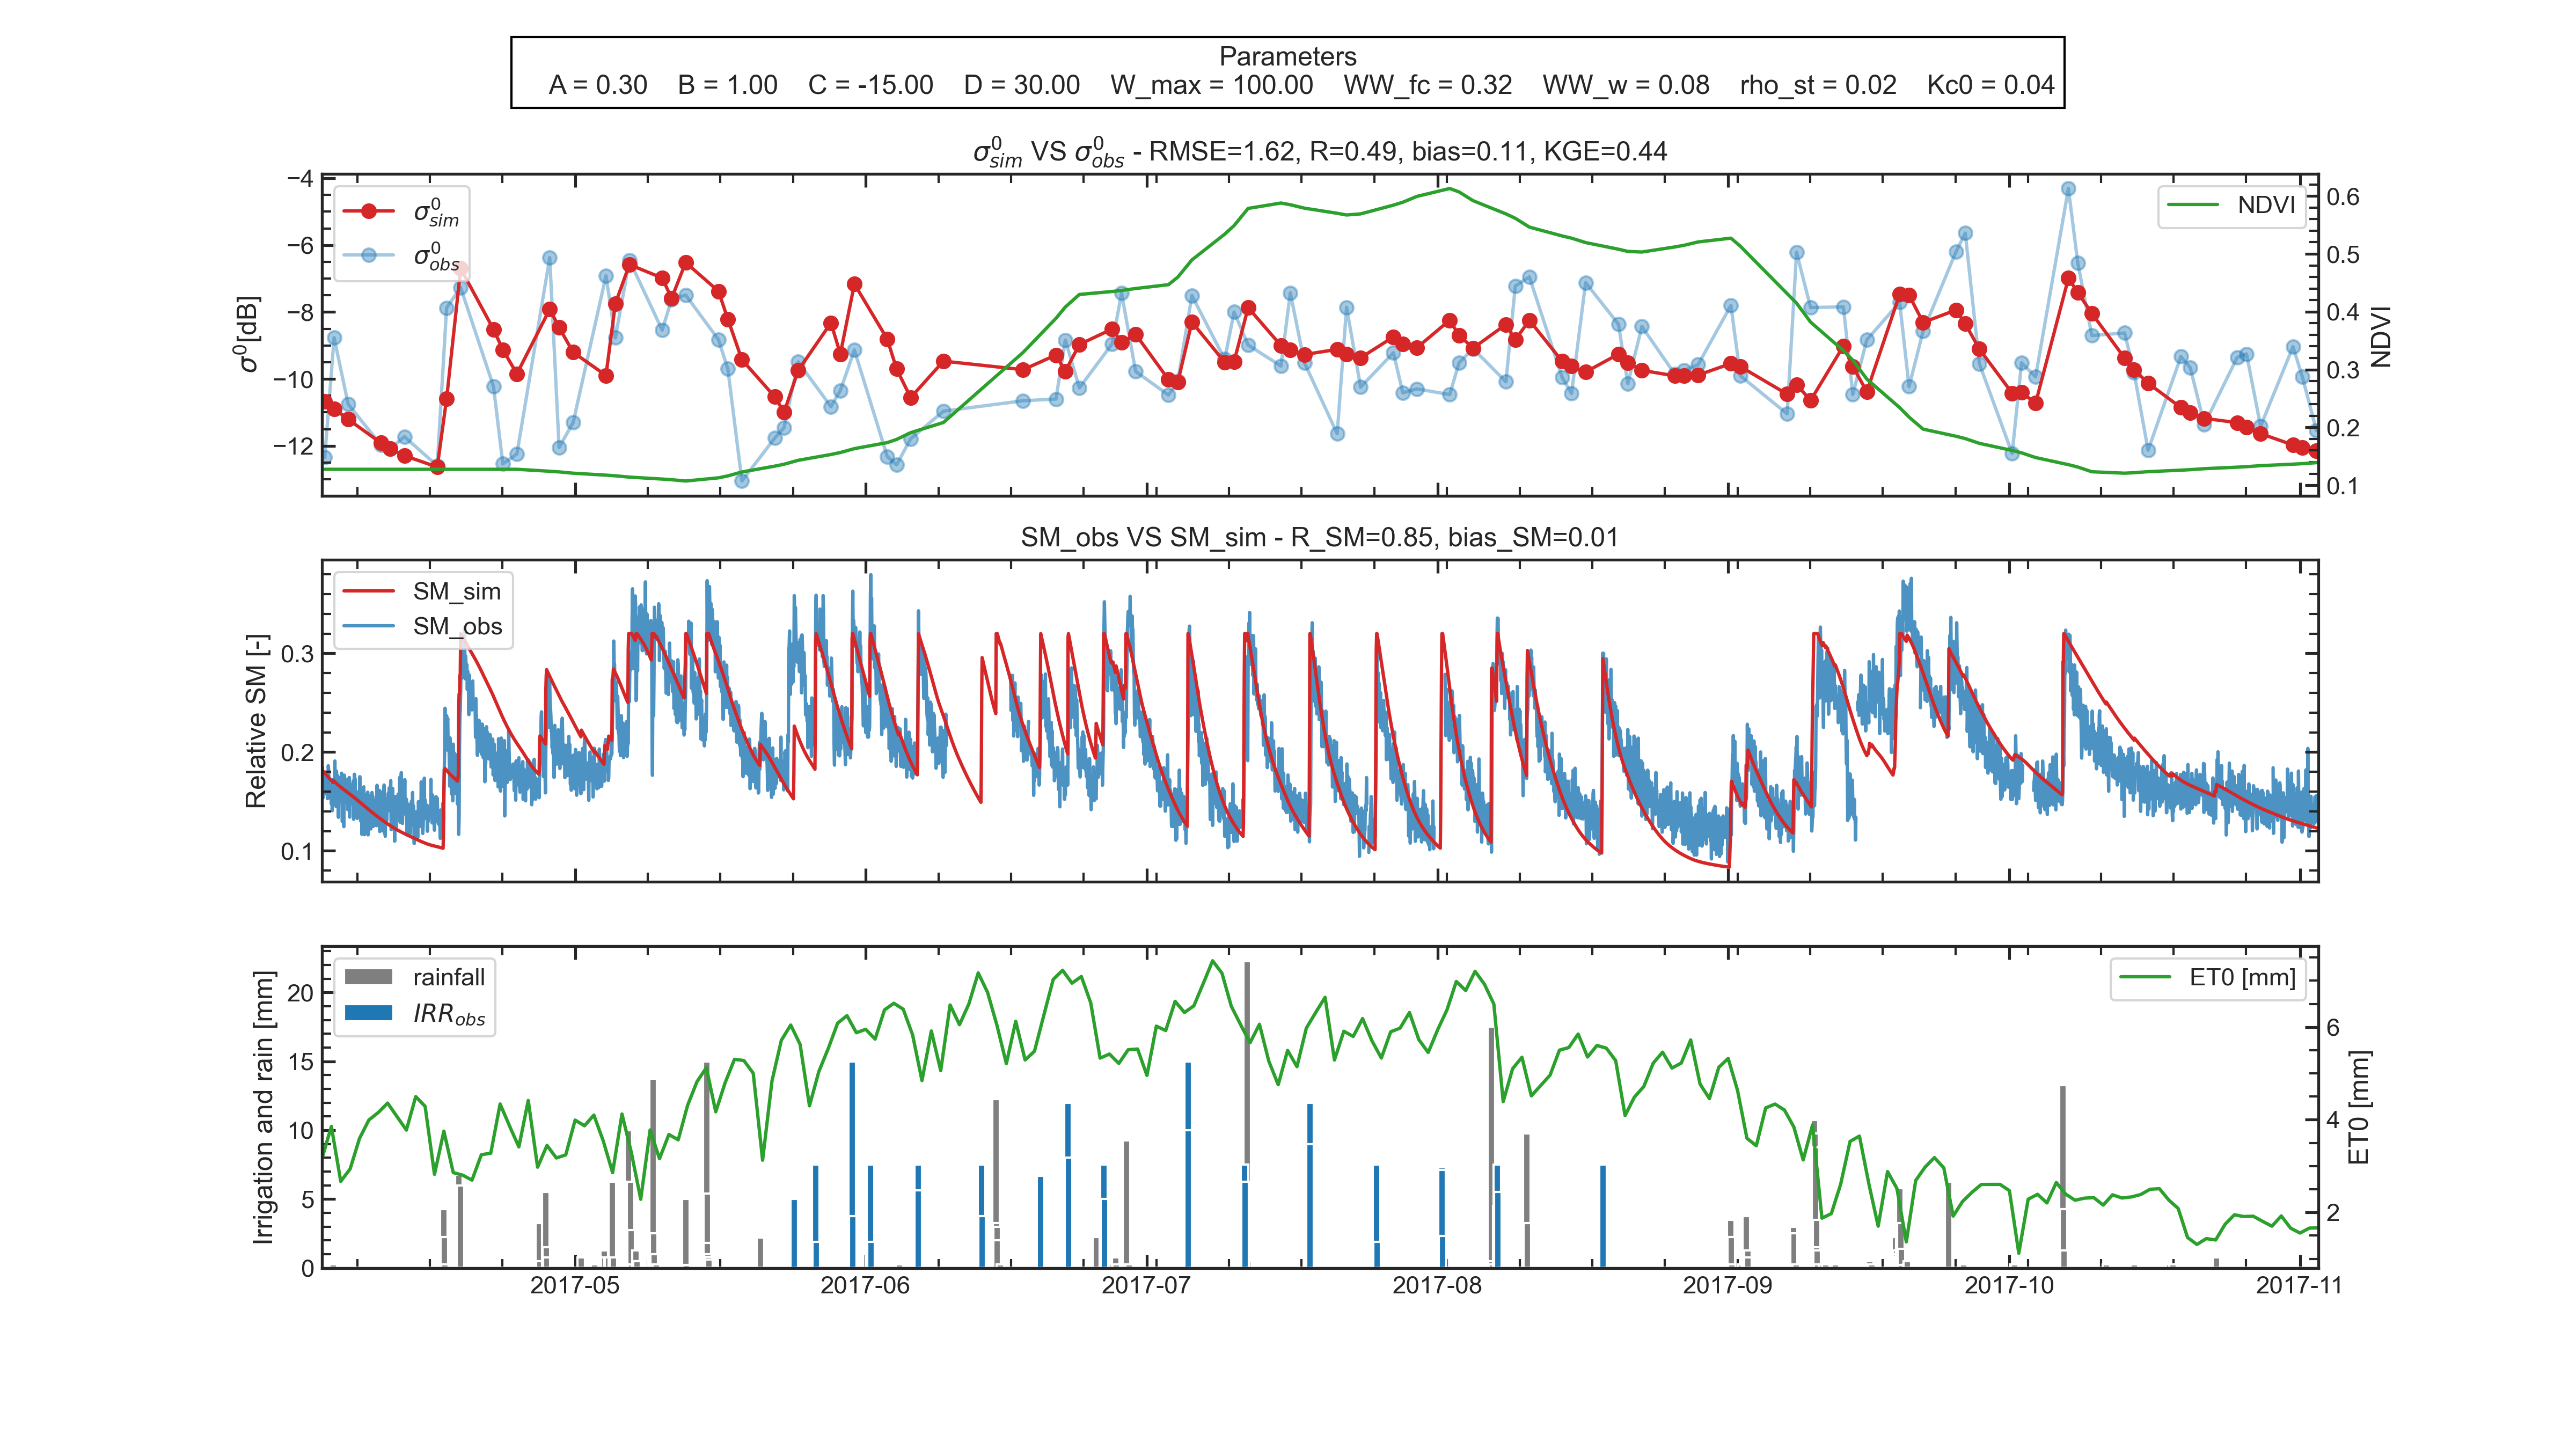 Parameters
A = 0.30 B = 1.00 C = -15.00 D = 30.00 W_max = 100.00 WW_fc = 0.32 WW_w = 0.08 rho_st = 0.02 Kc0 = 0.04
σ⁰sim VS σ⁰obs - RMSE=1.62, R=0.49, bias=0.11, KGE=0.44
σ⁰sim
σ⁰obs
NDVI
−4
−6
−8
−10
−12
σ⁰[dB]
0.6
0.5
0.4
0.3
0.2
0.1
NDVI
SM_obs VS SM_sim - R_SM=0.85, bias_SM=0.01
SM_sim
SM_obs
0.3
0.2
0.1
Relative SM [-]
rainfall
IRRobs
ET0 [mm]
20
15
10
5
0
Irrigation and rain [mm]
6
4
2
ET0 [mm]
2017-05 2017-06 2017-07 2017-08 2017-09 2017-10 2017-11